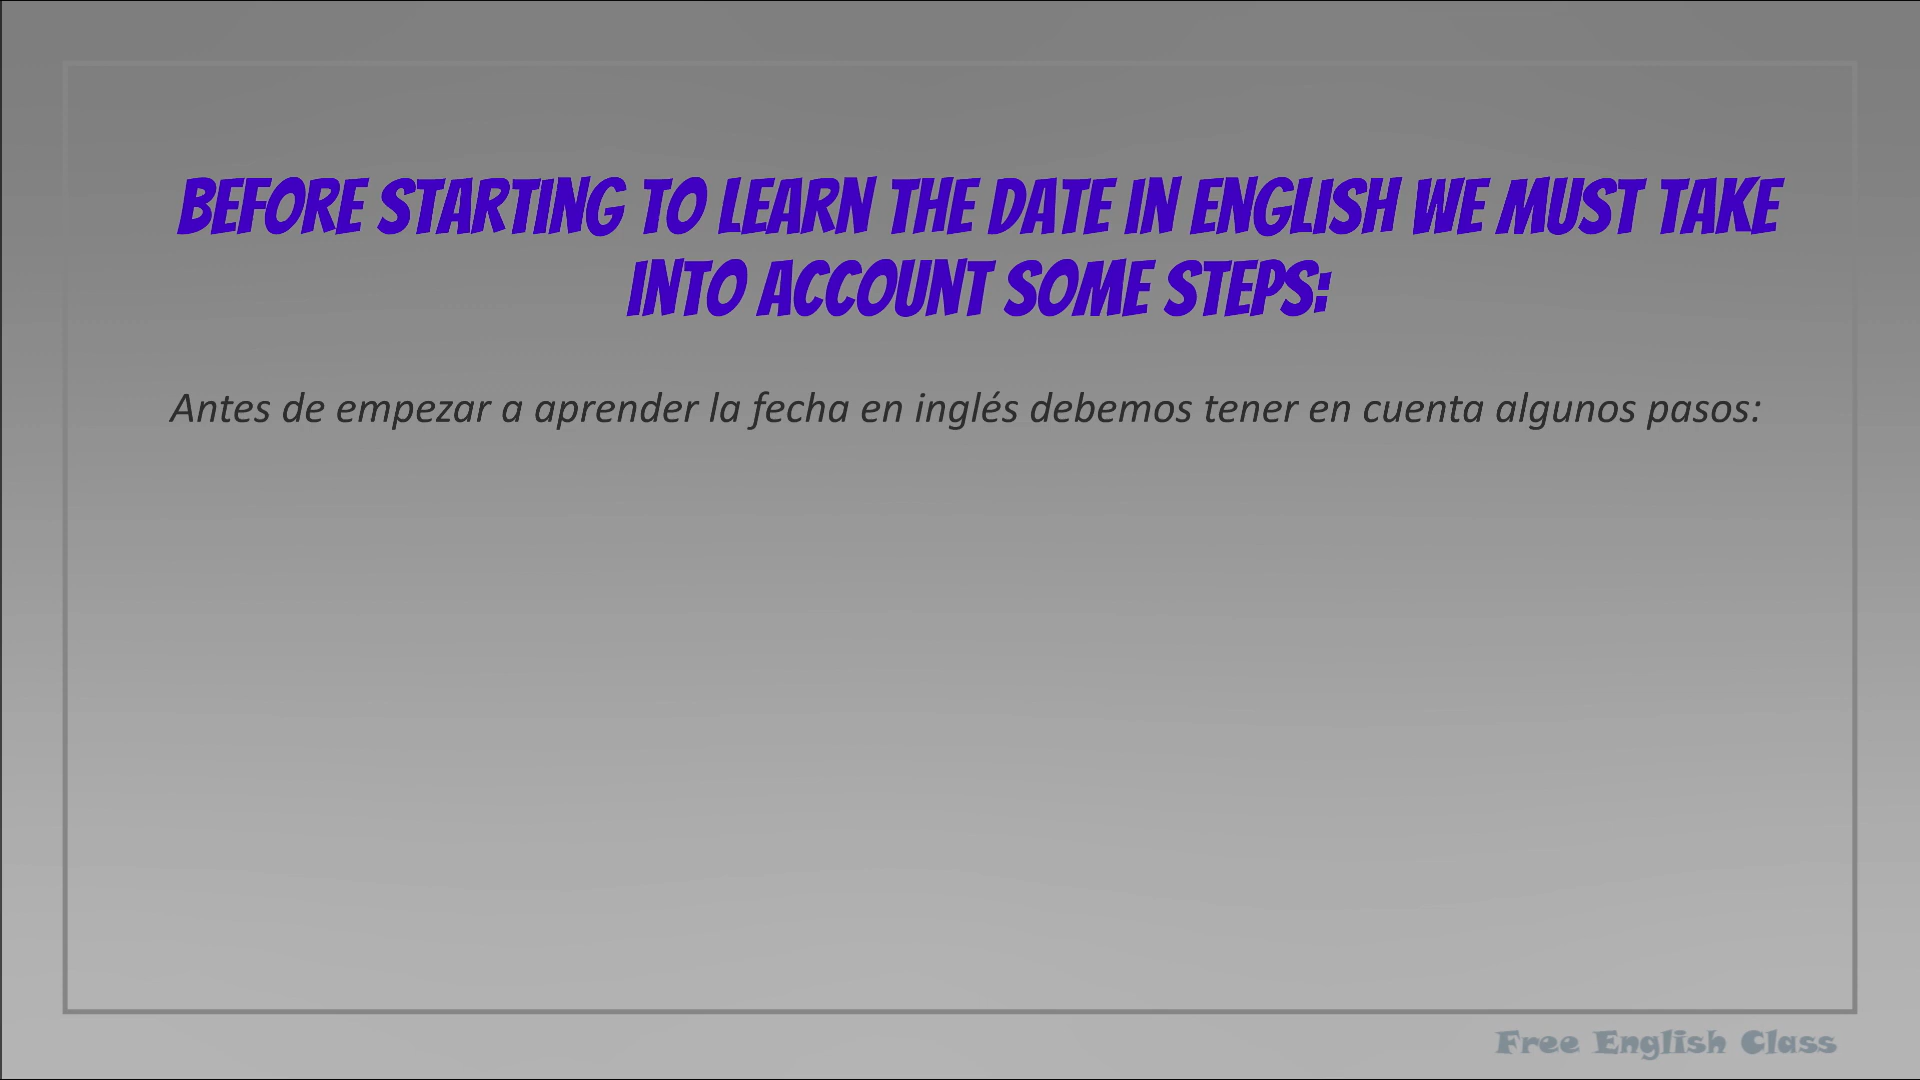 BEFORE STARTING TO LEARN THE DATE IN ENGLISH WE MUST TAKE
INTO ACCOUNT SOME STEPS:
Antes de empezar a aprender la fecha en inglés debemos tener en cuenta algunos pasos:
Free English Class